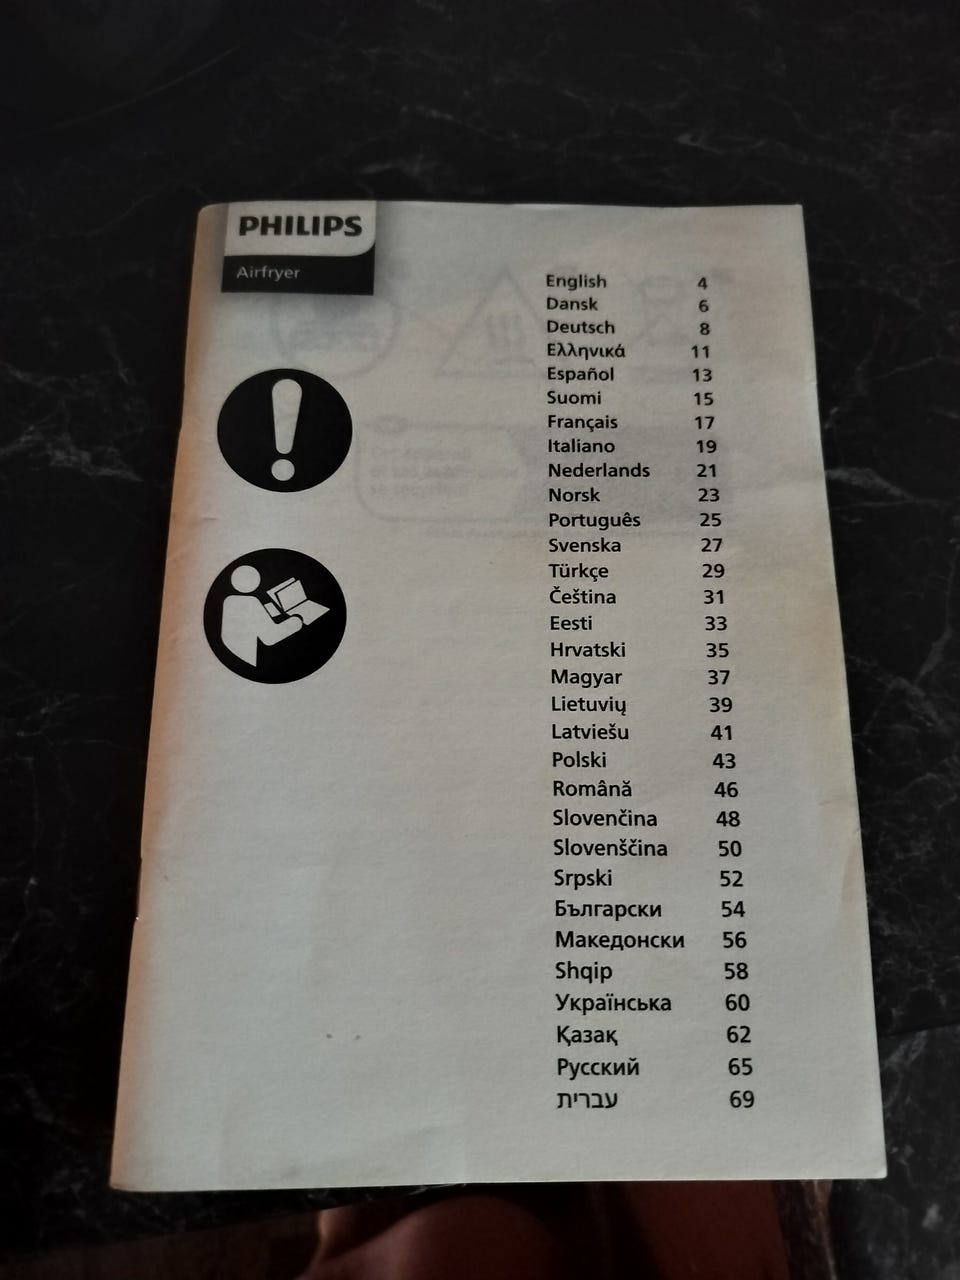 PHILIPS
Airfryer
English 4
Dansk 6
Deutsch 8
Ελληνικά 11
Español 13
Suomi 15
Français 17
Italiano 19
Nederlands 21
Norsk 23
Português 25
Svenska 27
Türkçe 29
Čeština 31
Eesti 33
Hrvatski 35
Magyar 37
Lietuvių 39
Latviešu 41
Polski 43
Română 46
Slovenčina 48
Slovenščina 50
Srpski 52
Български 54
Македонски 56
Shqip 58
Українська 60
Қазақ 62
Русский 65
עברית 69